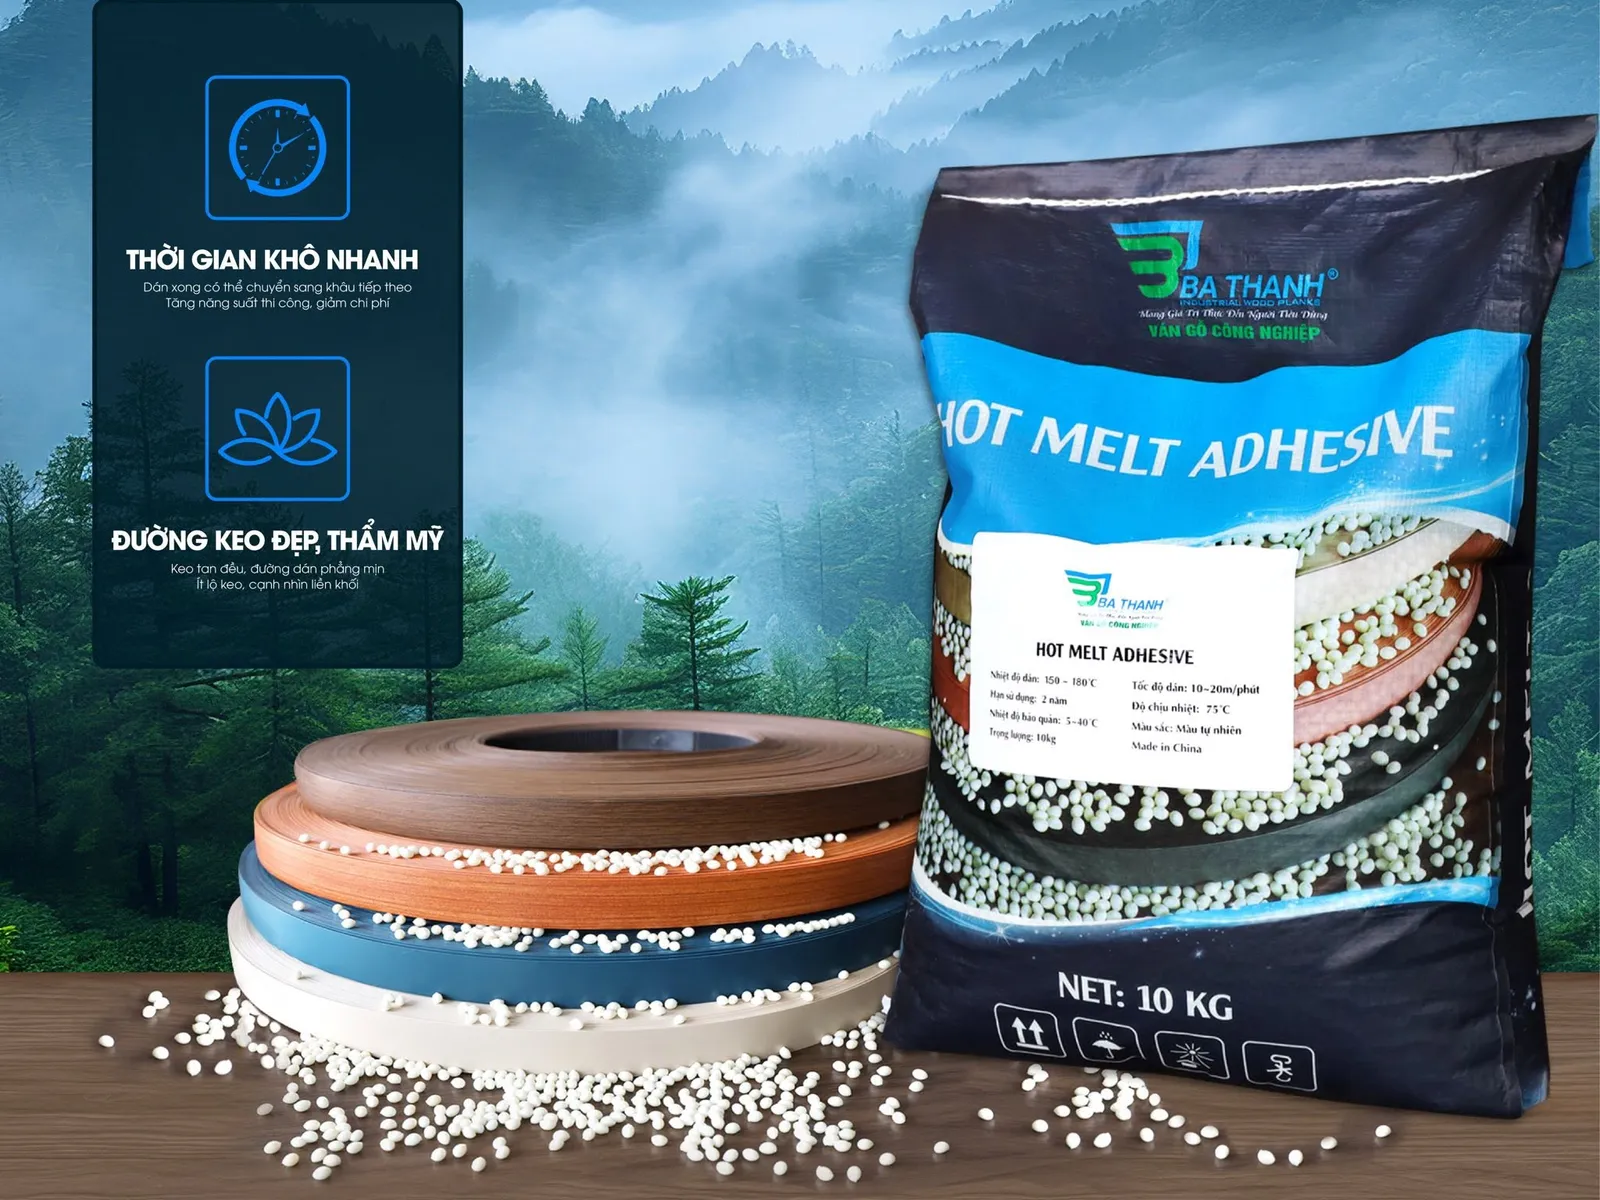 THỜI GIAN KHÔ NHANH
Dán xong có thể chuyển sang khâu tiếp theo
Tăng năng suất thi công, giảm chi phí
ĐƯỜNG KEO ĐẸP, THẨM MỸ
Keo tan đều, đường dán phẳng mịn
Ít lộ keo, cạnh nhìn liền khối
BA THANH®
INDUSTRIAL WOOD PLANKS
Mang Giá Trị Thực Đến Người Tiêu Dùng
VÁN GỖ CÔNG NGHIỆP
HOT MELT ADHESIVE
BA THANH
VÁN GỖ CÔNG NGHIỆP
HOT MELT ADHESIVE
Nhiệt độ dán: 150 ~ 180°C
Hạn sử dụng: 2 năm
Nhiệt độ bảo quản: 5~40°C
Trọng lượng: 10kg
Tốc độ dán: 10~20m/phút
Độ chịu nhiệt: 75°C
Màu sắc: Màu tự nhiên
Made in China
NET: 10 KG